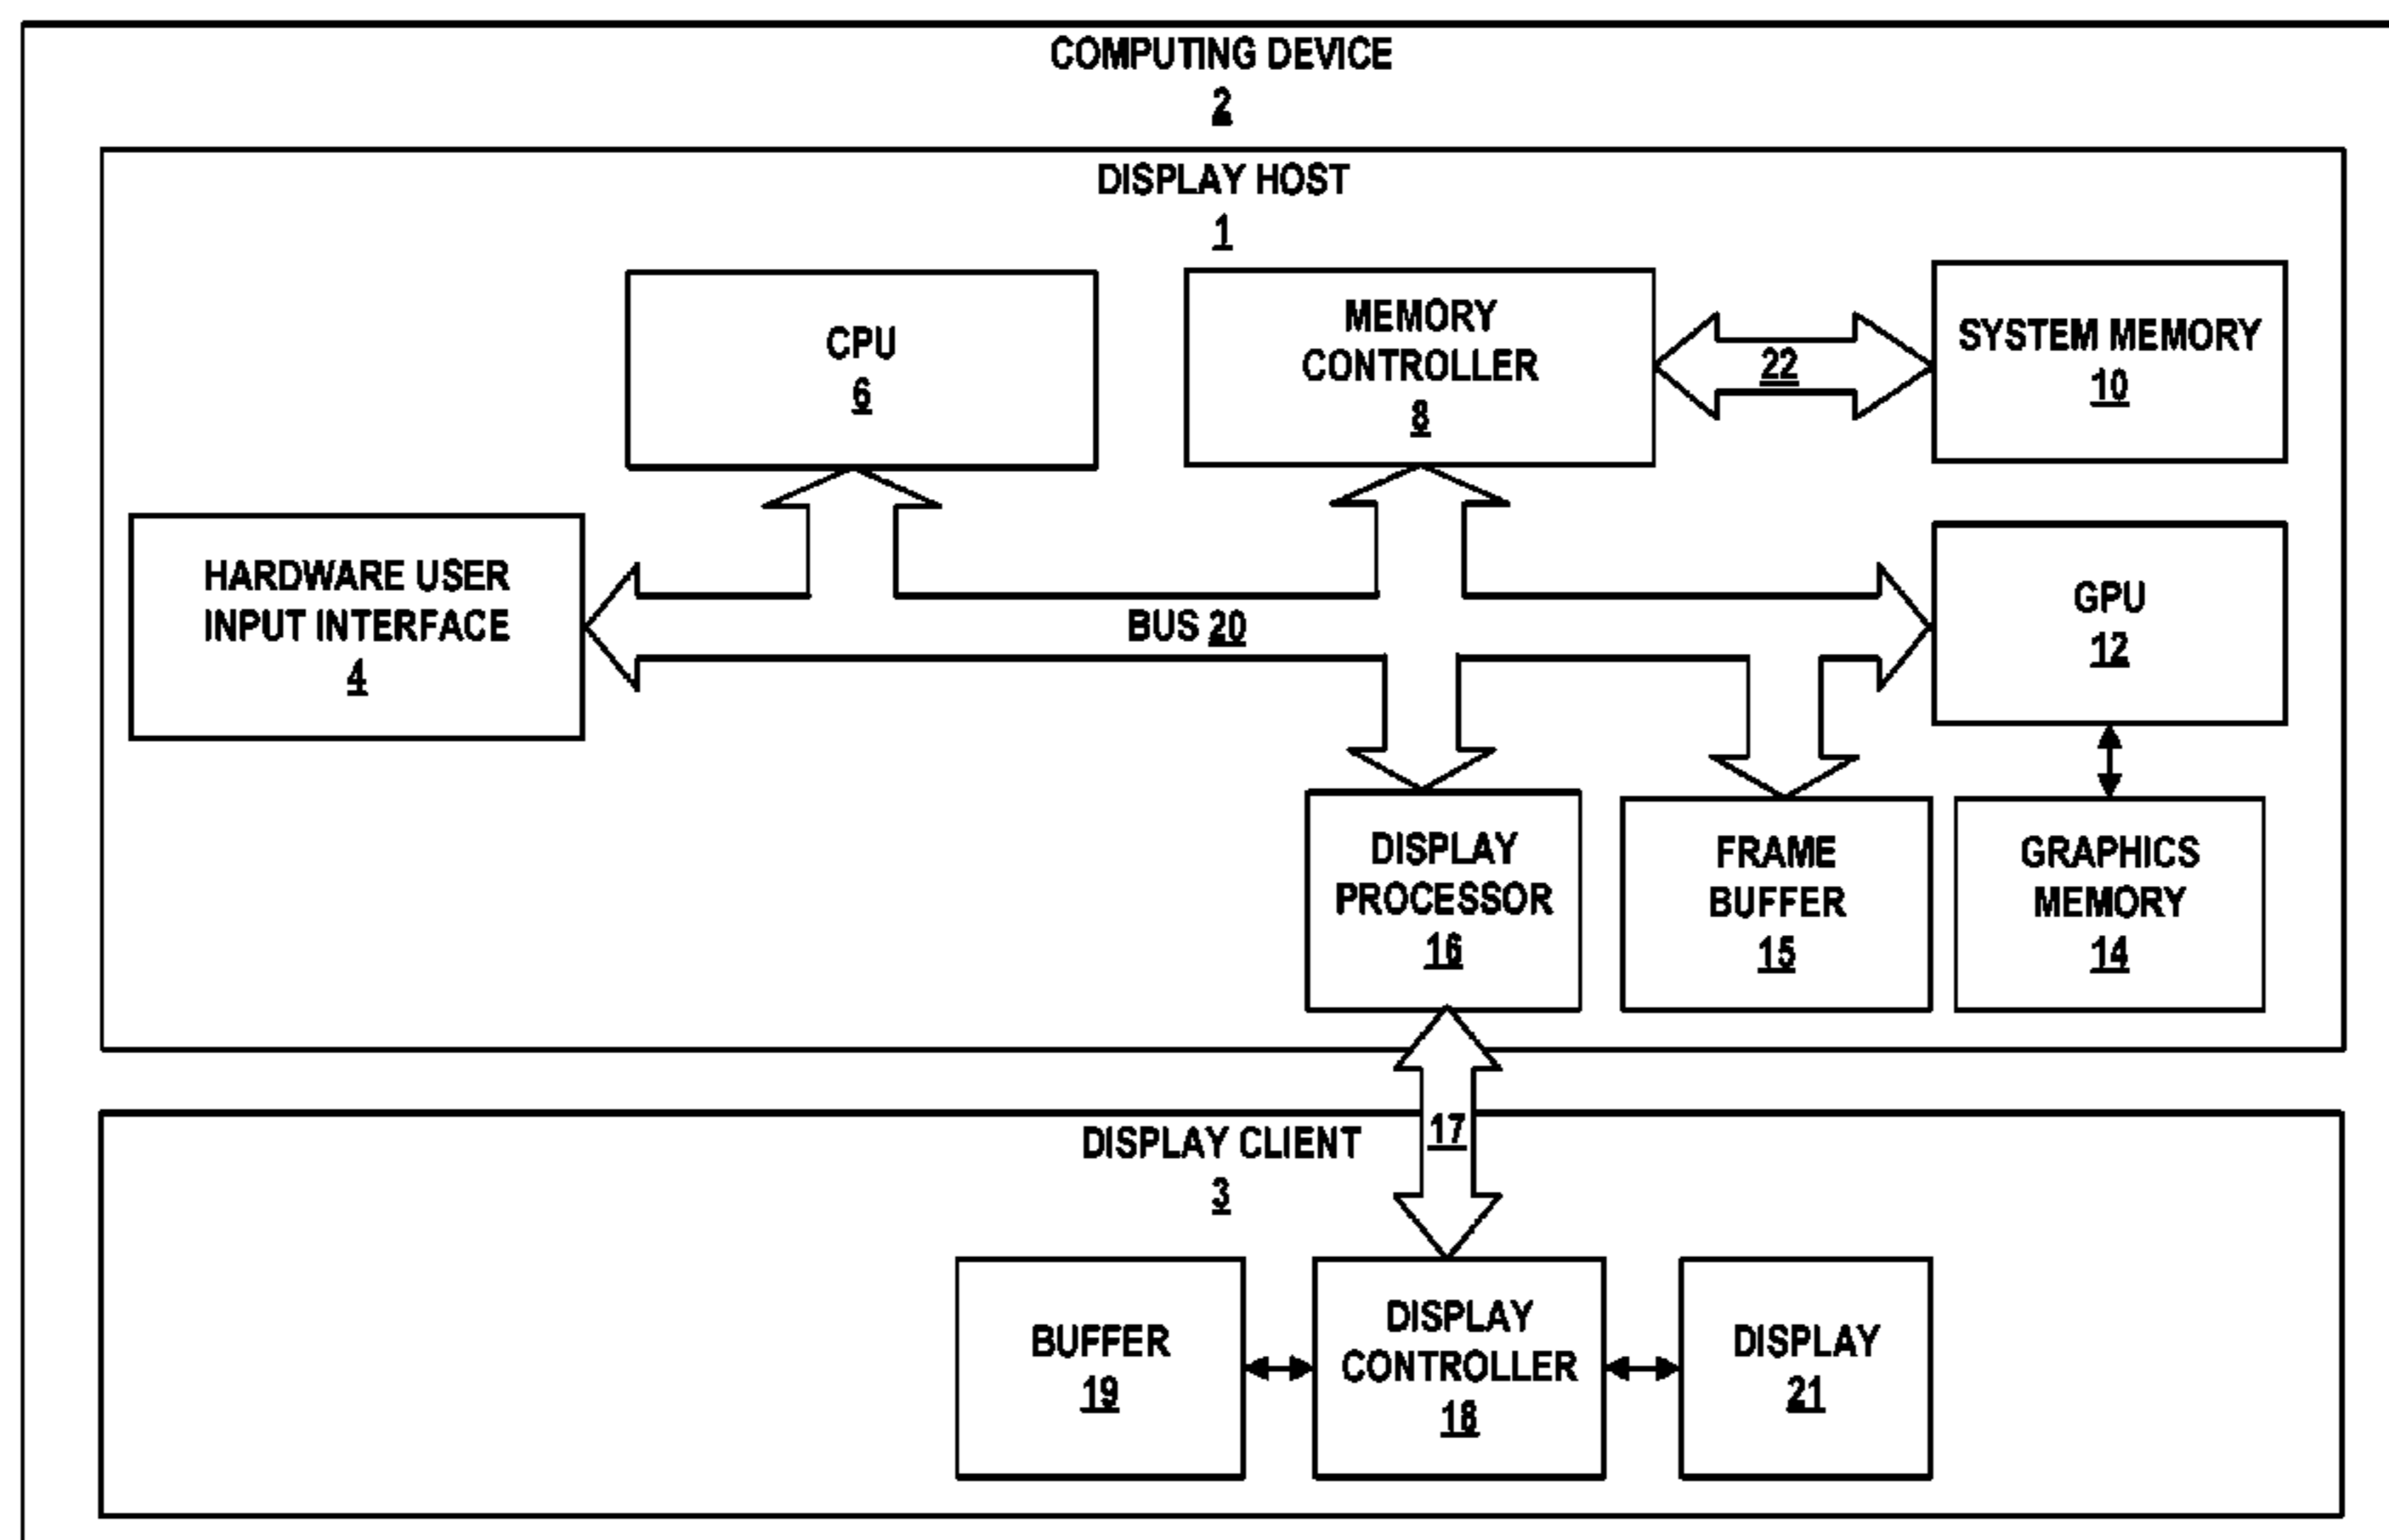 COMPUTING DEVICE
2
DISPLAY HOST
1
CPU
6
MEMORY
CONTROLLER
8
22
SYSTEM MEMORY
10
HARDWARE USER
INPUT INTERFACE
4
BUS 20
GPU
12
DISPLAY
PROCESSOR
16
FRAME
BUFFER
15
GRAPHICS
MEMORY
14
17
DISPLAY CLIENT
3
BUFFER
19
DISPLAY
CONTROLLER
18
DISPLAY
21